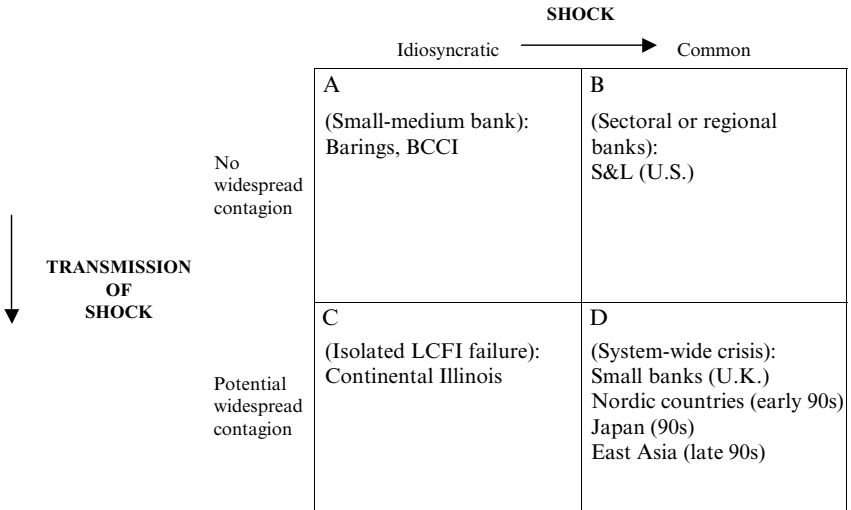 SHOCK
Idiosyncratic
Common
A
(Small-medium bank):
Barings, BCCI
B
(Sectoral or regional
banks):
S&L (U.S.)
No
widespread
contagion
TRANSMISSION
OF
SHOCK
C
(Isolated LCFI failure):
Continental Illinois
D
(System-wide crisis):
Small banks (U.K.)
Nordic countries (early 90s)
Japan (90s)
East Asia (late 90s)
Potential
widespread
contagion